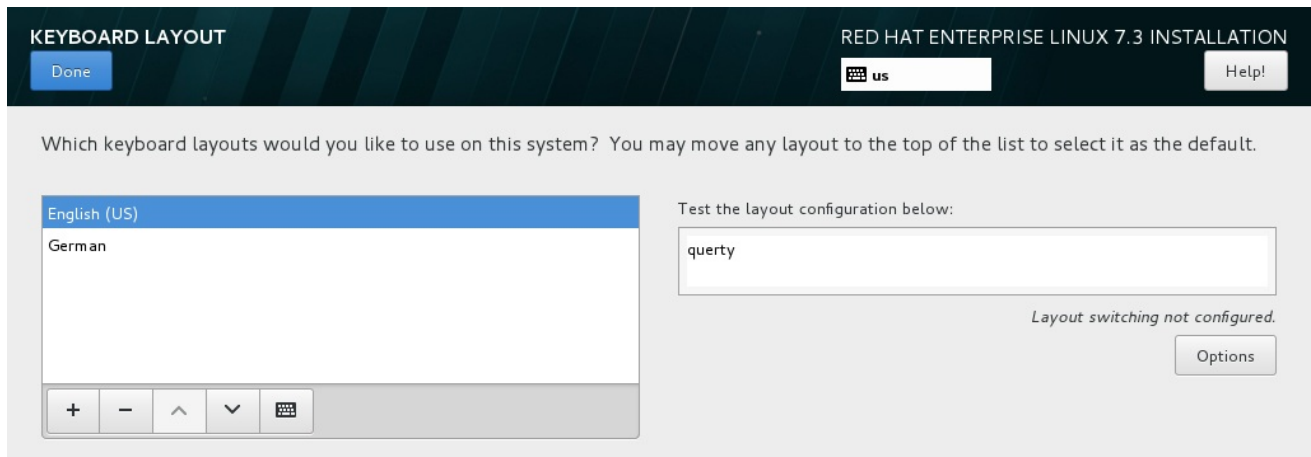 KEYBOARD LAYOUT
RED HAT ENTERPRISE LINUX 7.3 INSTALLATION
Done
us
Help!
Which keyboard layouts would you like to use on this system? You may move any layout to the top of the list to select it as the default.
English (US)
German
Test the layout configuration below:
querty
Layout switching not configured.
Options